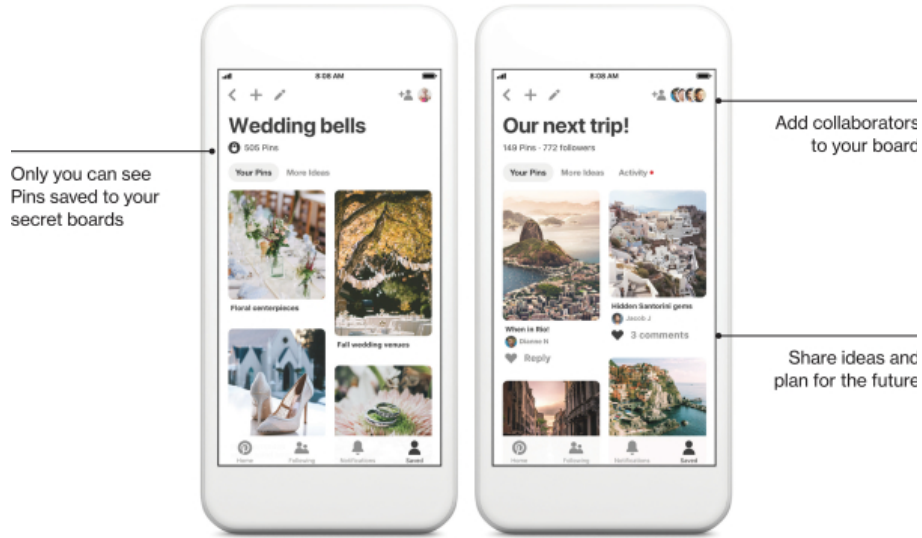 Only you can see
Pins saved to your
secret boards
8:08 AM
Wedding bells
505 Pins
Your Pins More Ideas
Floral centerpieces
Fall wedding venues
Home Following Notifications Saved
8:08 AM
Our next trip!
149 Pins · 772 followers
Your Pins More Ideas Activity
When in Rio!
Dianne N
Reply
Hidden Santorini gems
Jacob J
3 comments
Home Following Notifications Saved
Add collaborators
to your board
Share ideas and
plan for the future